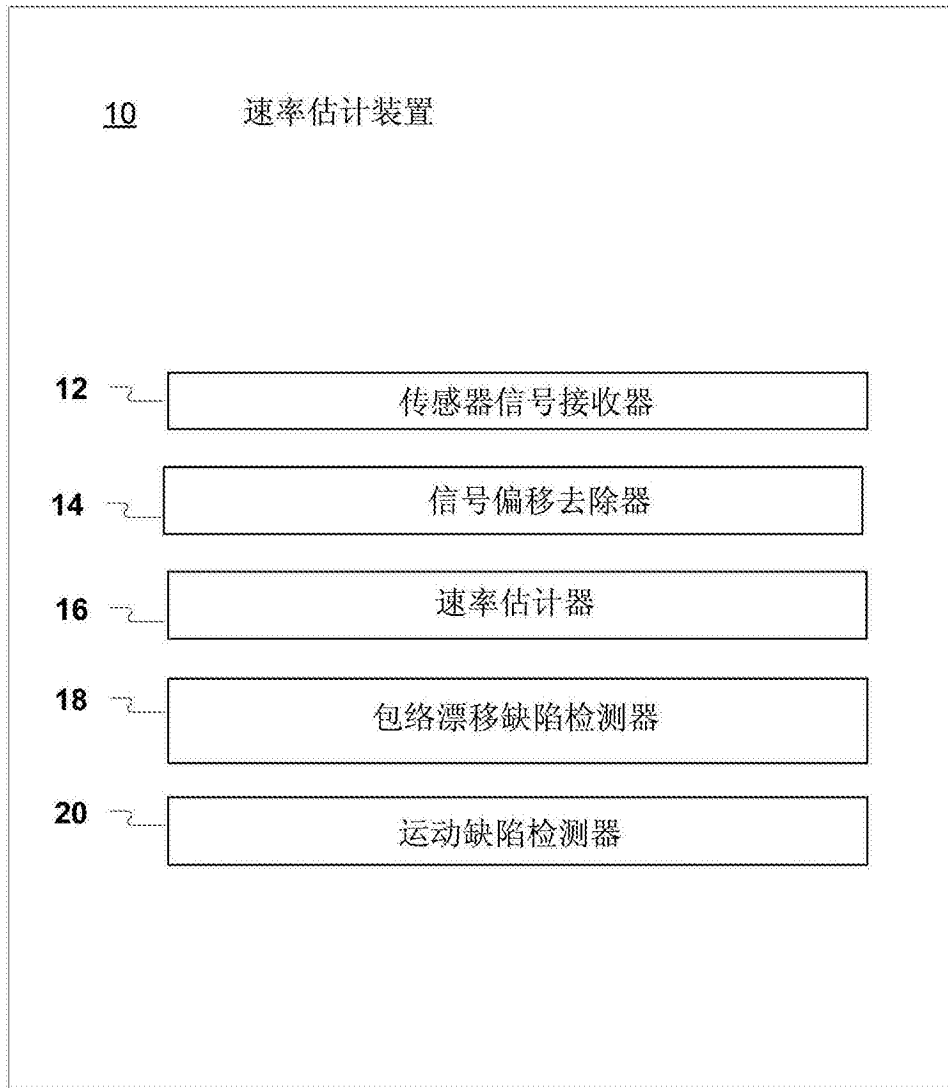 10 速率估计装置
12 传感器信号接收器
14 信号偏移去除器
16 速率估计器
18 包络漂移缺陷检测器
20 运动缺陷检测器